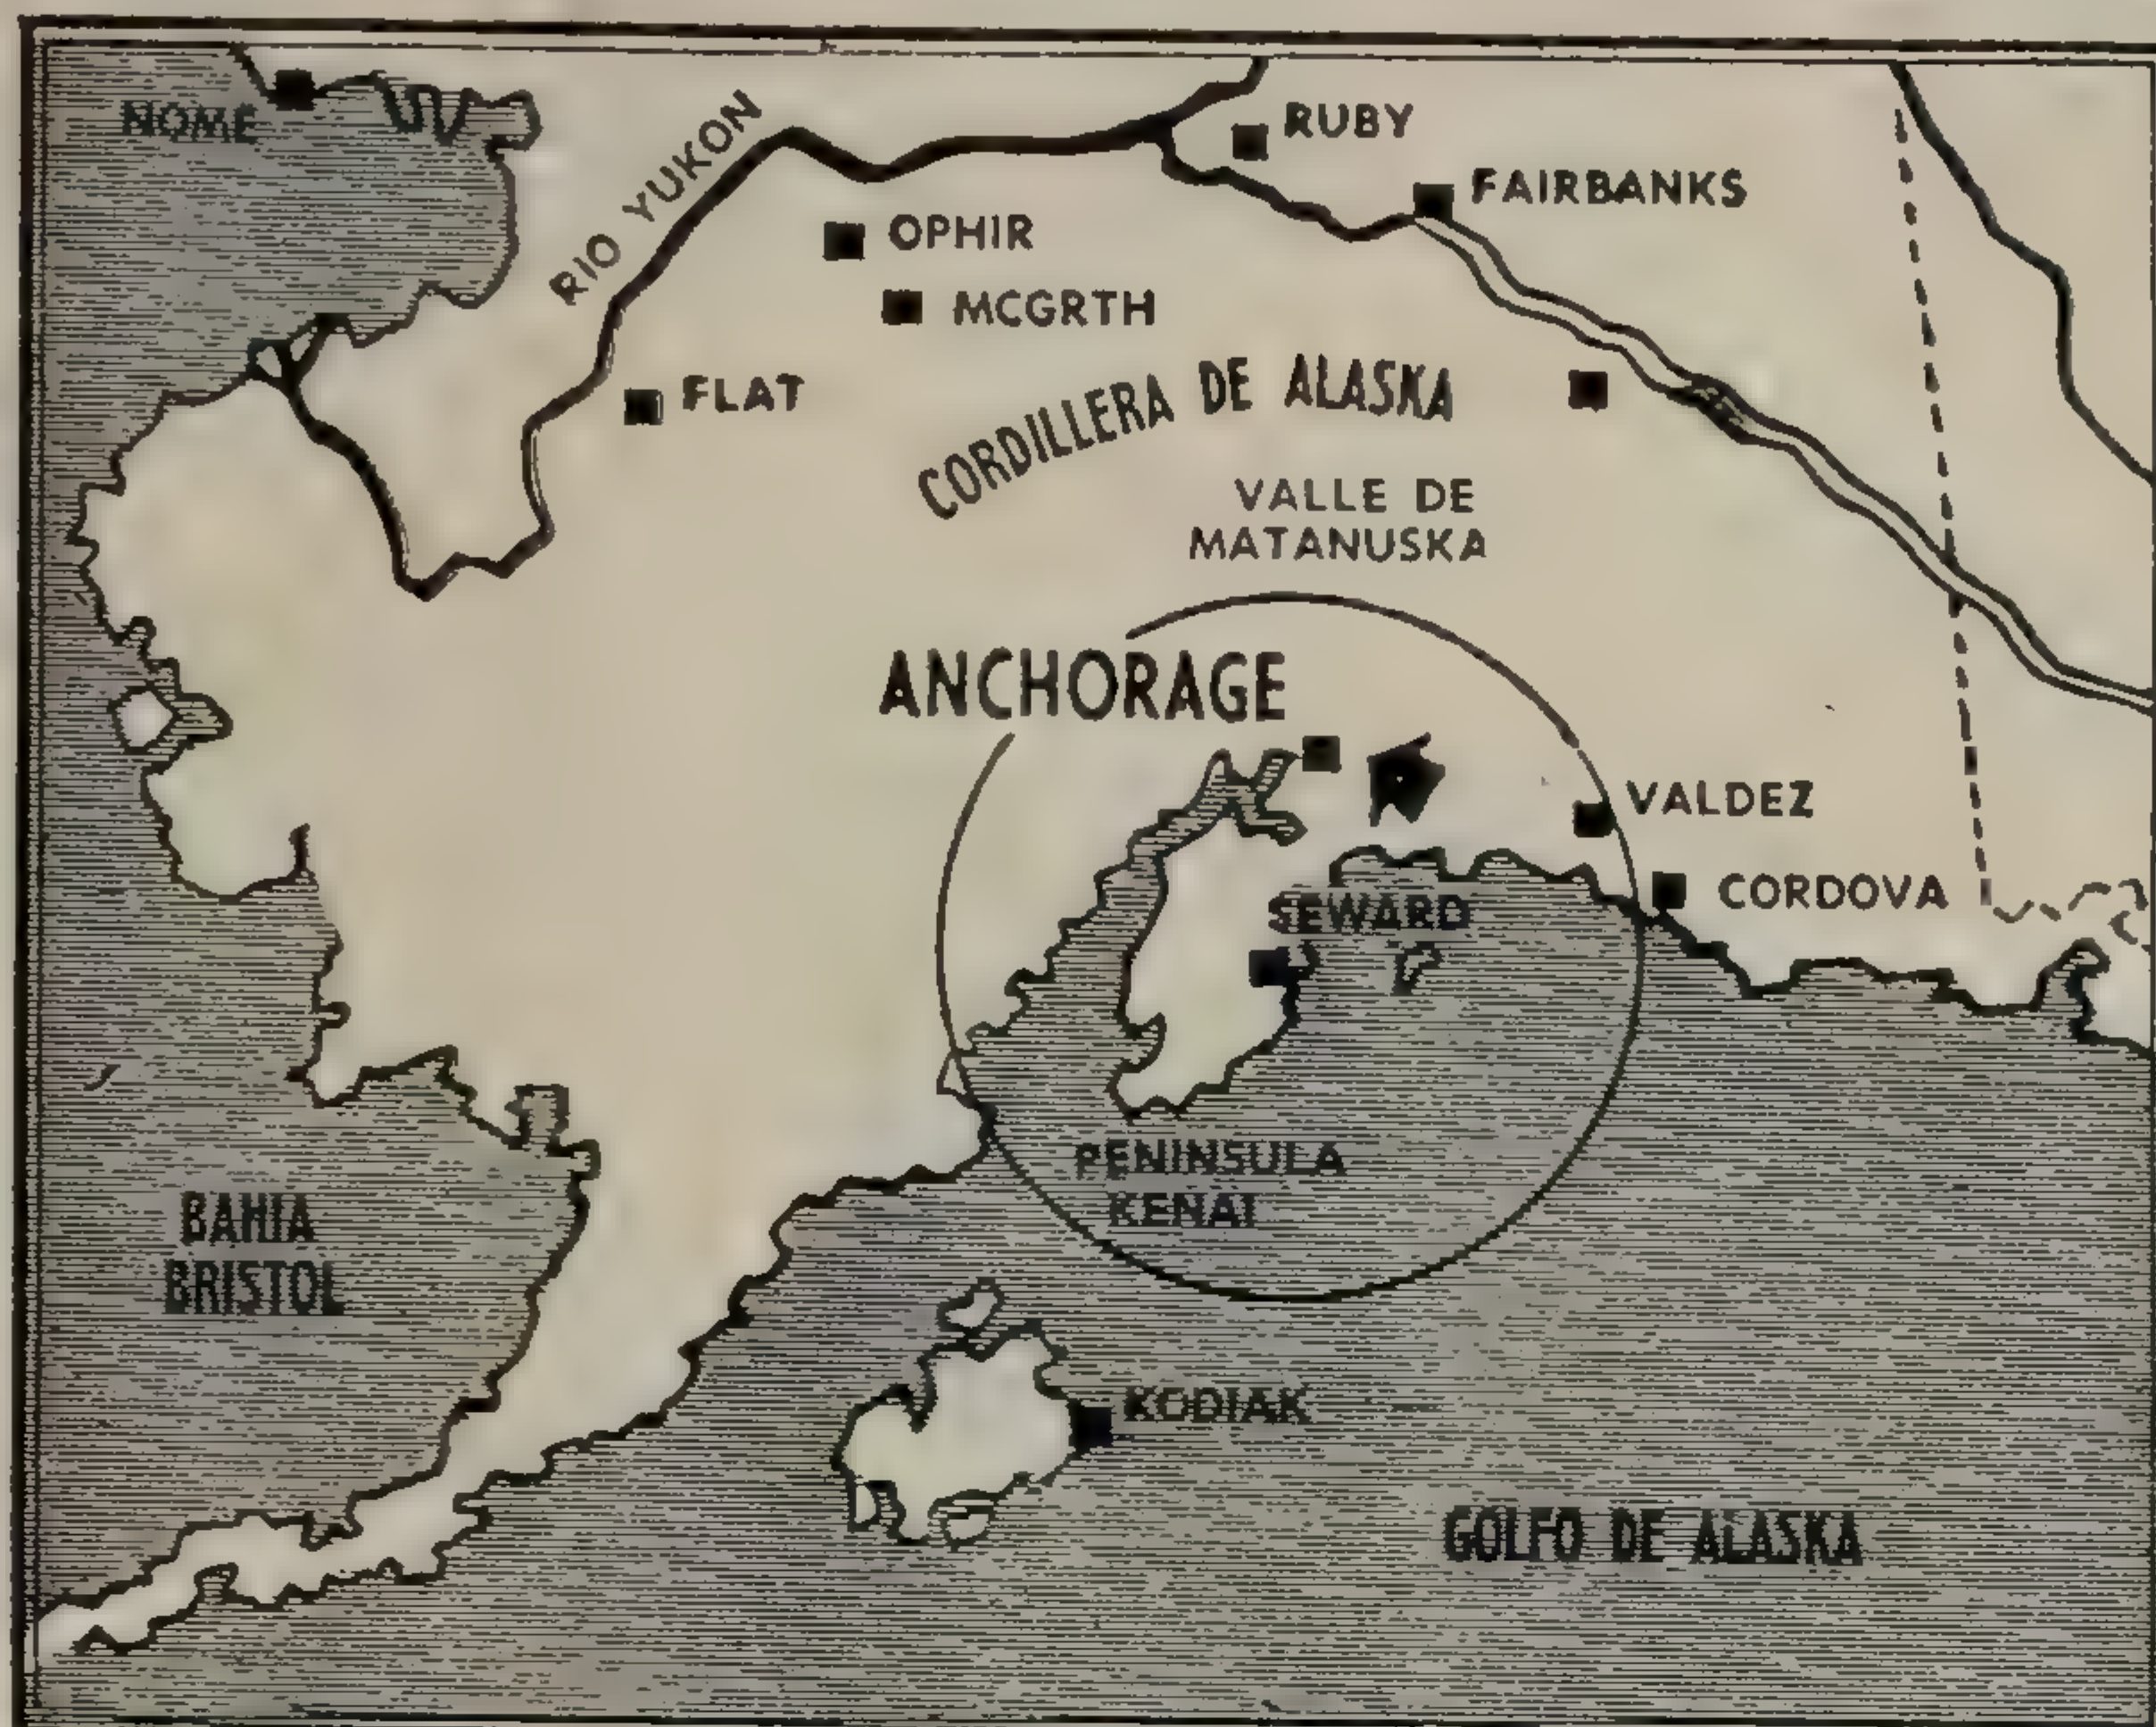 NOME
RUBY
RIO YUKON
FAIRBANKS
OPHIR
MCGRTH
FLAT
CORDILLERA DE ALASKA
VALLE DE
MATANUSKA
ANCHORAGE
VALDEZ
CORDOVA
SEWARD
PENINSULA
KENAI
BAHIA
BRISTOL
KODIAK
GOLFO DE ALASKA